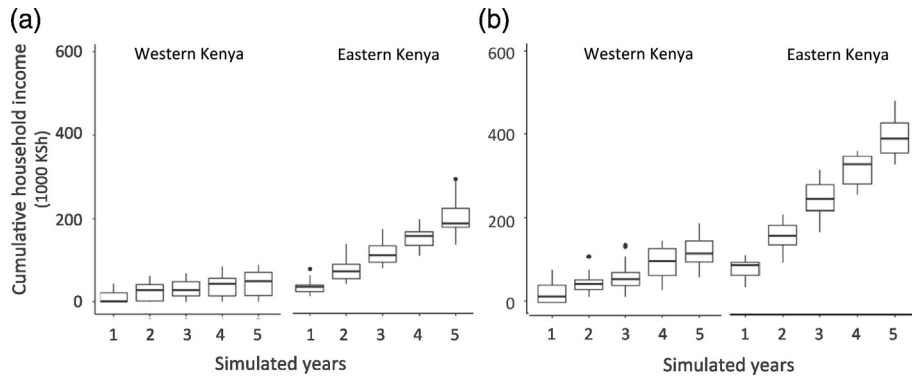 (a)
Cumulative household income
(1000 KSh)
600
400
200
0
Western Kenya
Eastern Kenya
1 2 3 4 5
1 2 3 4 5
Simulated years
(b)
600
400
200
0
Western Kenya
Eastern Kenya
1 2 3 4 5
1 2 3 4 5
Simulated years